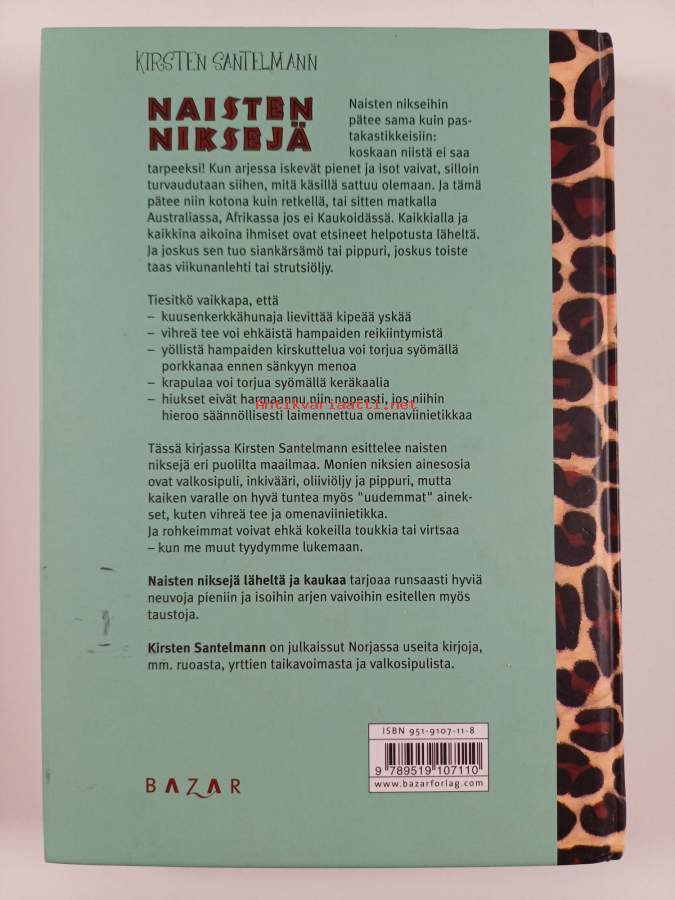 KIRSTEN SANTELMANN
NAISTEN
NIKSEJÄ
Naisten nikseihin
pätee sama kuin pas-
takastikkeisiin:
koskaan niistä ei saa
tarpeeksi! Kun arjessa iskevät pienet ja isot vaivat, silloin
turvaudutaan siihen, mitä käsillä sattuu olemaan. Ja tämä
pätee niin kotona kuin retkellä, tai sitten matkalla
Australiassa, Afrikassa jos ei Kaukoidässä. Kaikkialla ja
kaikkina aikoina ihmiset ovat etsineet helpotusta läheltä.
Ja joskus sen tuo siankärsämö tai pippuri, joskus toiste
taas viikunanlehti tai strutsiöljy.
Tiesitkö vaikkapa, että
– kuusenkerkkähunaja lievittää kipeää yskää
– vihreä tee voi ehkäistä hampaiden reikiintymistä
– yöllistä hampaiden kirskuttelua voi torjua syömällä
porkkanaa ennen sänkyyn menoa
– krapulaa voi torjua syömällä keräkaalia
– hiukset eivät harmaannu niin nopeasti, jos niihin
Antikvariaatti.net
hieroo säännöllisesti laimennettua omenaviinietikkaa
Tässä kirjassa Kirsten Santelmann esittelee naisten
niksejä eri puolilta maailmaa. Monien niksien ainesosia
ovat valkosipuli, inkivääri, oliiviöljy ja pippuri, mutta
kaiken varalle on hyvä tuntea myös "uudemmat" ainek-
set, kuten vihreä tee ja omenaviinietikka.
Ja rohkeimmat voivat ehkä kokeilla toukkia tai virtsaa
– kun me muut tyydymme lukemaan.
Naisten niksejä läheltä ja kaukaa tarjoaa runsaasti hyviä
neuvoja pieniin ja isoihin arjen vaivoihin esitellen myös
taustoja.
Kirsten Santelmann on julkaissut Norjassa useita kirjoja,
mm. ruoasta, yrttien taikavoimasta ja valkosipulista.
ISBN 951-9107-11-8
9 789519 107110
www.bazarforlag.com
BAZAR